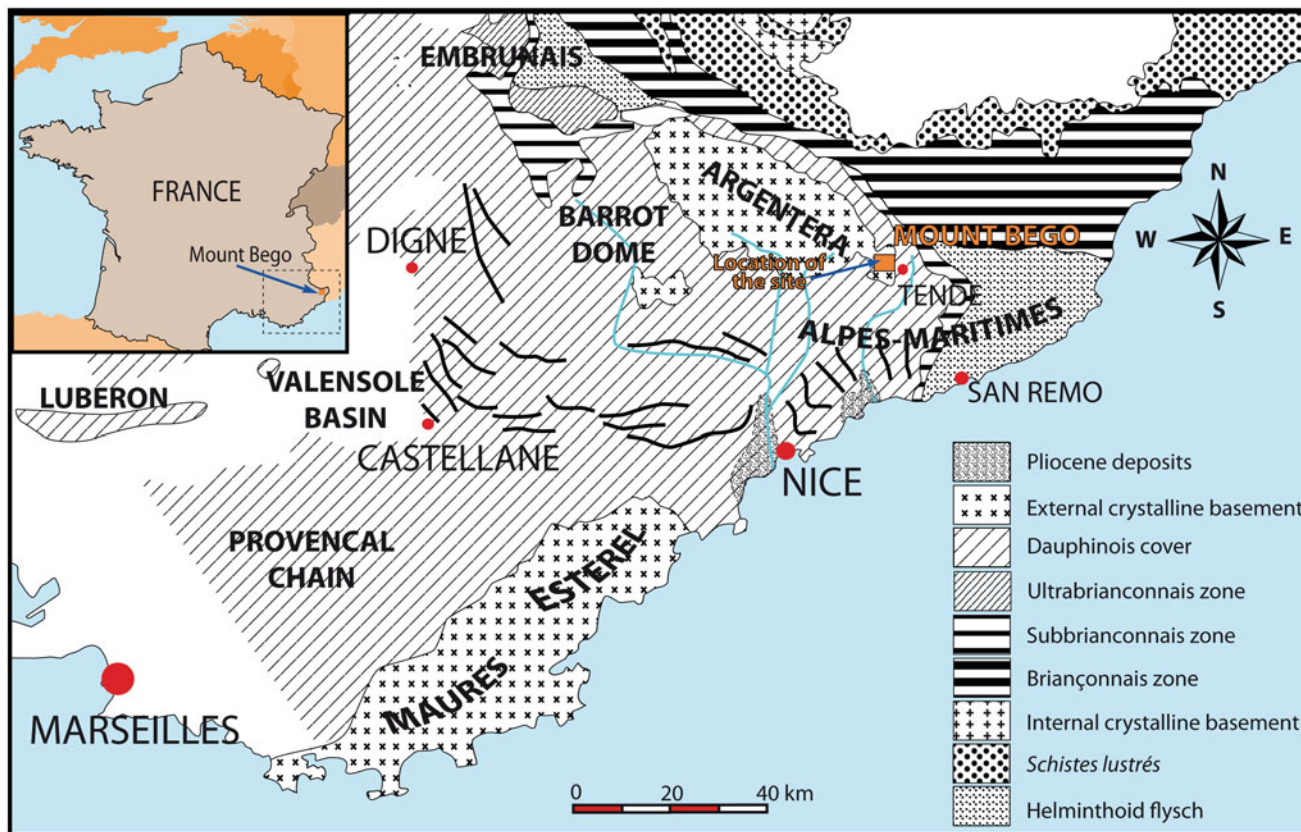 FRANCE
Mount Bego
EMBRUNAIS
ARGENTERA
BARROT
DOME
DIGNE
MOUNT BEGO
Location of
the site
TENDE
ALPES-MARITIMES
N
W
E
S
LUBERON
VALENSOLE
BASIN
CASTELLANE
SAN REMO
NICE
PROVENCAL
CHAIN
ESTEREL
MAURES
MARSEILLES
Pliocene deposits
External crystalline basement
Dauphinois cover
Ultrabrianconnais zone
Subbrianconnais zone
Briançonnais zone
Internal crystalline basement
Schistes lustrés
Helminthoid flysch
0 20 40 km